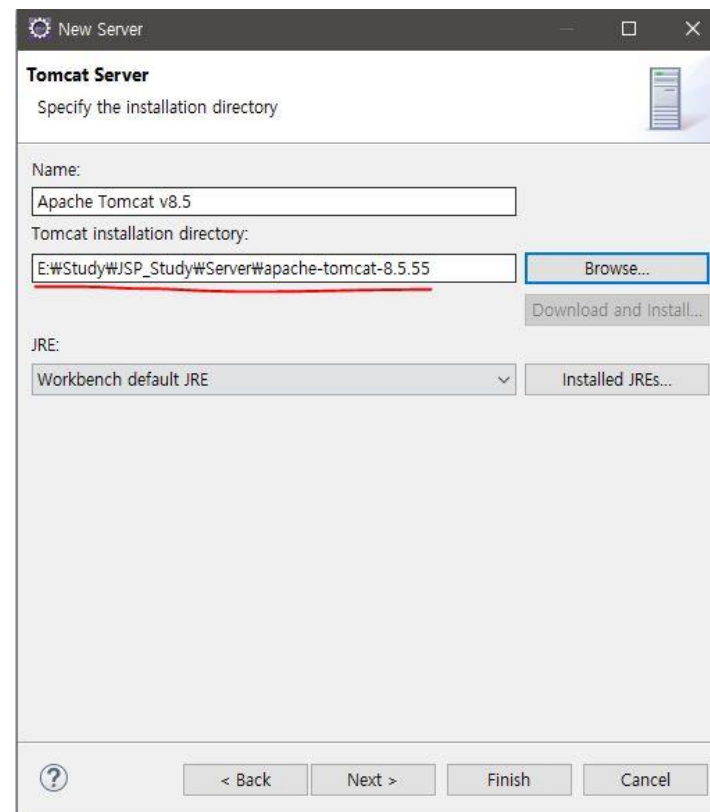 New Server
Tomcat Server
Specify the installation directory
Name:
Apache Tomcat v8.5
Tomcat installation directory:
E:₩Study₩JSP_Study₩Server₩apache-tomcat-8.5.55
Browse...
Download and Install...
JRE:
Workbench default JRE
Installed JREs...
?
< Back
Next >
Finish
Cancel